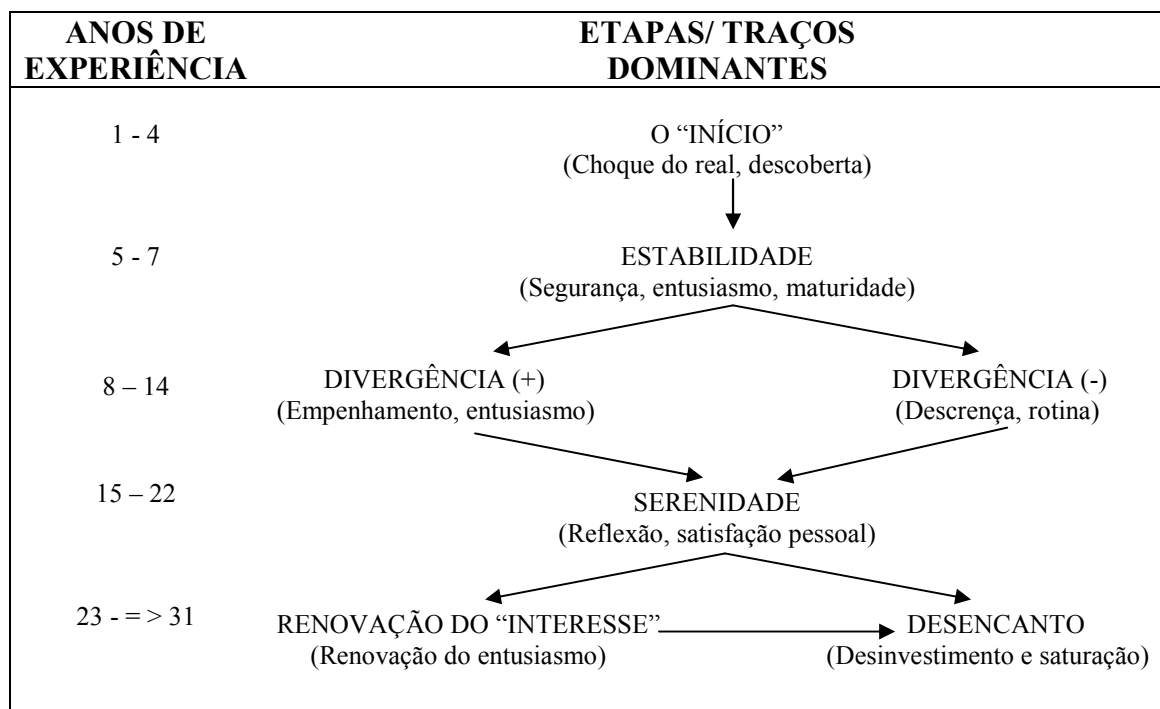 ANOS DE
EXPERIÊNCIA
ETAPAS/ TRAÇOS
DOMINANTES
1 - 4
O “INÍCIO”
(Choque do real, descoberta)
5 - 7
ESTABILIDADE
(Segurança, entusiasmo, maturidade)
8 – 14
DIVERGÊNCIA (+)
(Empenhamento, entusiasmo)
DIVERGÊNCIA (-)
(Descrença, rotina)
15 – 22
SERENIDADE
(Reflexão, satisfação pessoal)
23 - = > 31
RENOVAÇÃO DO “INTERESSE”
(Renovação do entusiasmo)
DESENCANTO
(Desinvestimento e saturação)